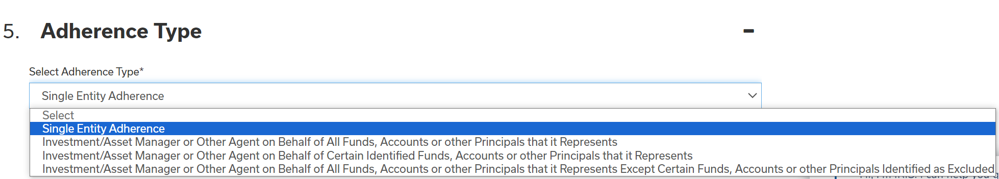 5. Adherence Type
Select Adherence Type*
Single Entity Adherence
Select
Single Entity Adherence
Investment/Asset Manager or Other Agent on Behalf of All Funds, Accounts or other Principals that it Represents
Investment/Asset Manager or Other Agent on Behalf of Certain Identified Funds, Accounts or other Principals that it Represents
Investment/Asset Manager or Other Agent on Behalf of All Funds, Accounts or other Principals that it Represents Except Certain Funds, Accounts or other Principals Identified as Excluded